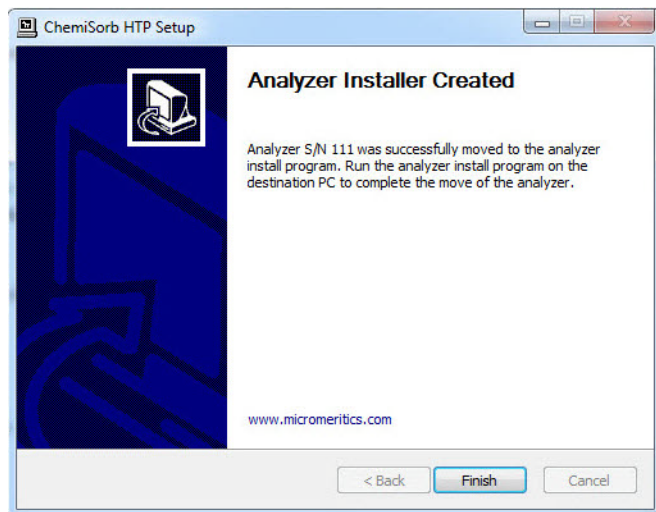 ChemiSorb HTP Setup
Analyzer Installer Created
Analyzer S/N 111 was successfully moved to the analyzer
install program. Run the analyzer install program on the
destination PC to complete the move of the analyzer.
www.micromeritics.com
< Back Finish Cancel